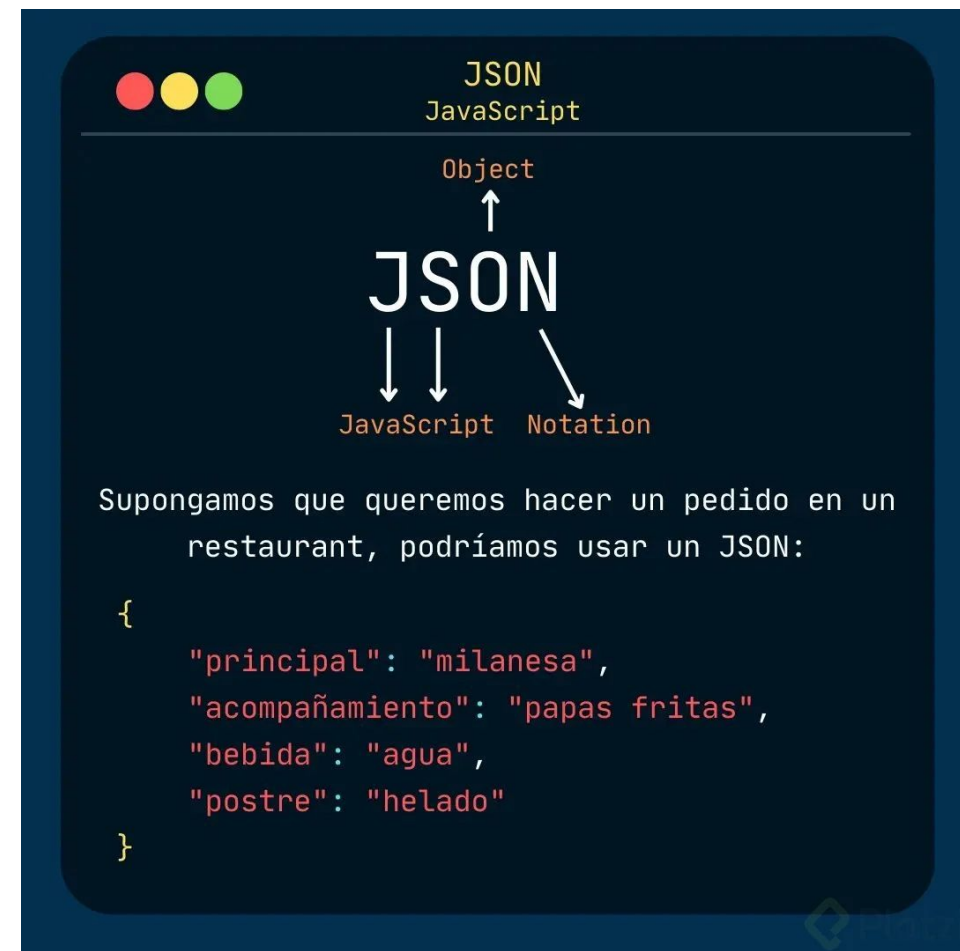 JSON
JavaScript
Object
JSON
JavaScript Notation
Supongamos que queremos hacer un pedido en un
restaurant, podríamos usar un JSON:
{
"principal": "milanesa",
"acompañamiento": "papas fritas",
"bebida": "agua",
"postre": "helado"
}